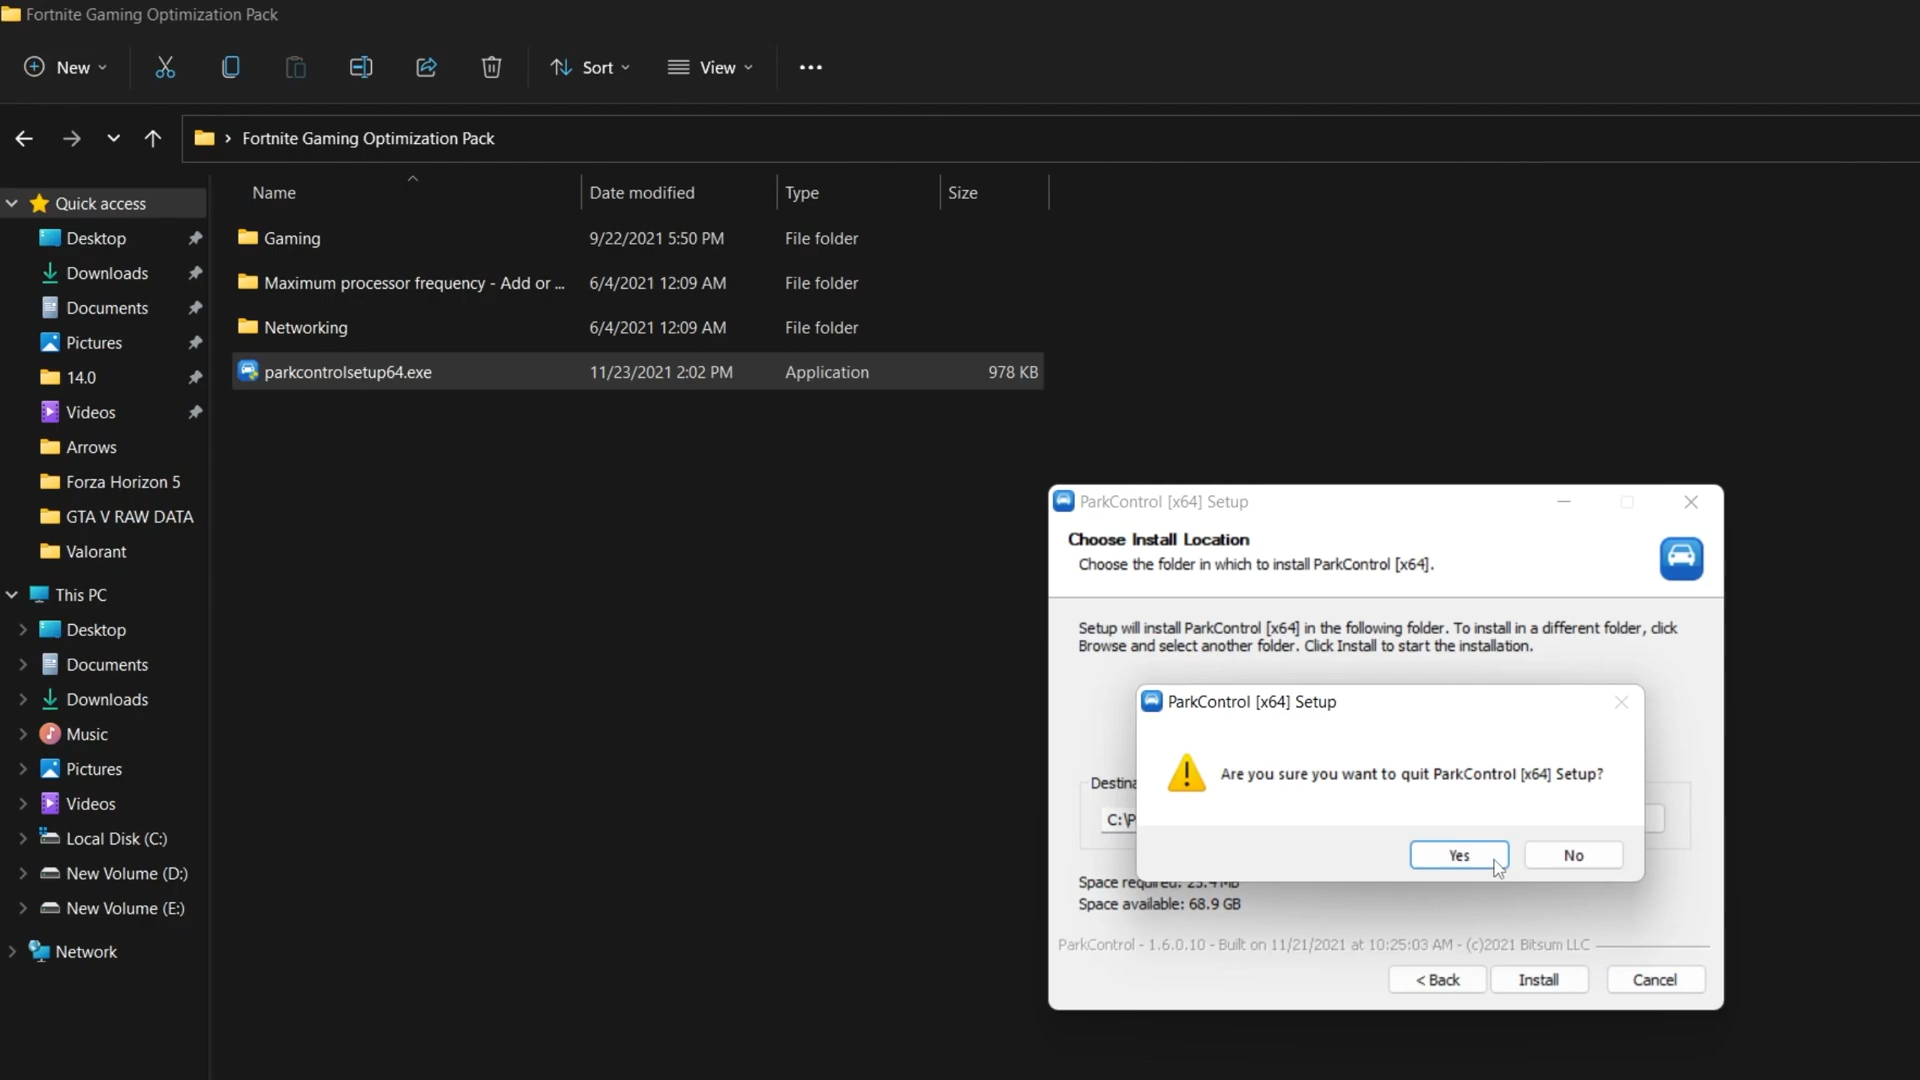 Fortnite Gaming Optimization Pack
New
Sort
View
Fortnite Gaming Optimization Pack
Name
Date modified
Type
Size
Quick access
Desktop
Downloads
Documents
Pictures
14.0
Videos
Arrows
Forza Horizon 5
GTA V RAW DATA
Valorant
This PC
Desktop
Documents
Downloads
Music
Pictures
Videos
Local Disk (C:)
New Volume (D:)
New Volume (E:)
Network
Gaming 9/22/2021 5:50 PM File folder
Maximum processor frequency - Add or ... 6/4/2021 12:09 AM File folder
Networking 6/4/2021 12:09 AM File folder
parkcontrolsetup64.exe 11/23/2021 2:02 PM Application 978 KB
ParkControl [x64] Setup
Choose Install Location
Choose the folder in which to install ParkControl [x64].
Setup will install ParkControl [x64] in the following folder. To install in a different folder, click
Browse and select another folder. Click Install to start the installation.
ParkControl [x64] Setup
Are you sure you want to quit ParkControl [x64] Setup?
Yes
No
C:\P
Space required: 25.4 MB
Space available: 68.9 GB
ParkControl - 1.6.0.10 - Built on 11/21/2021 at 10:25:03 AM - (c)2021 Bitsum LLC
< Back
Install
Cancel